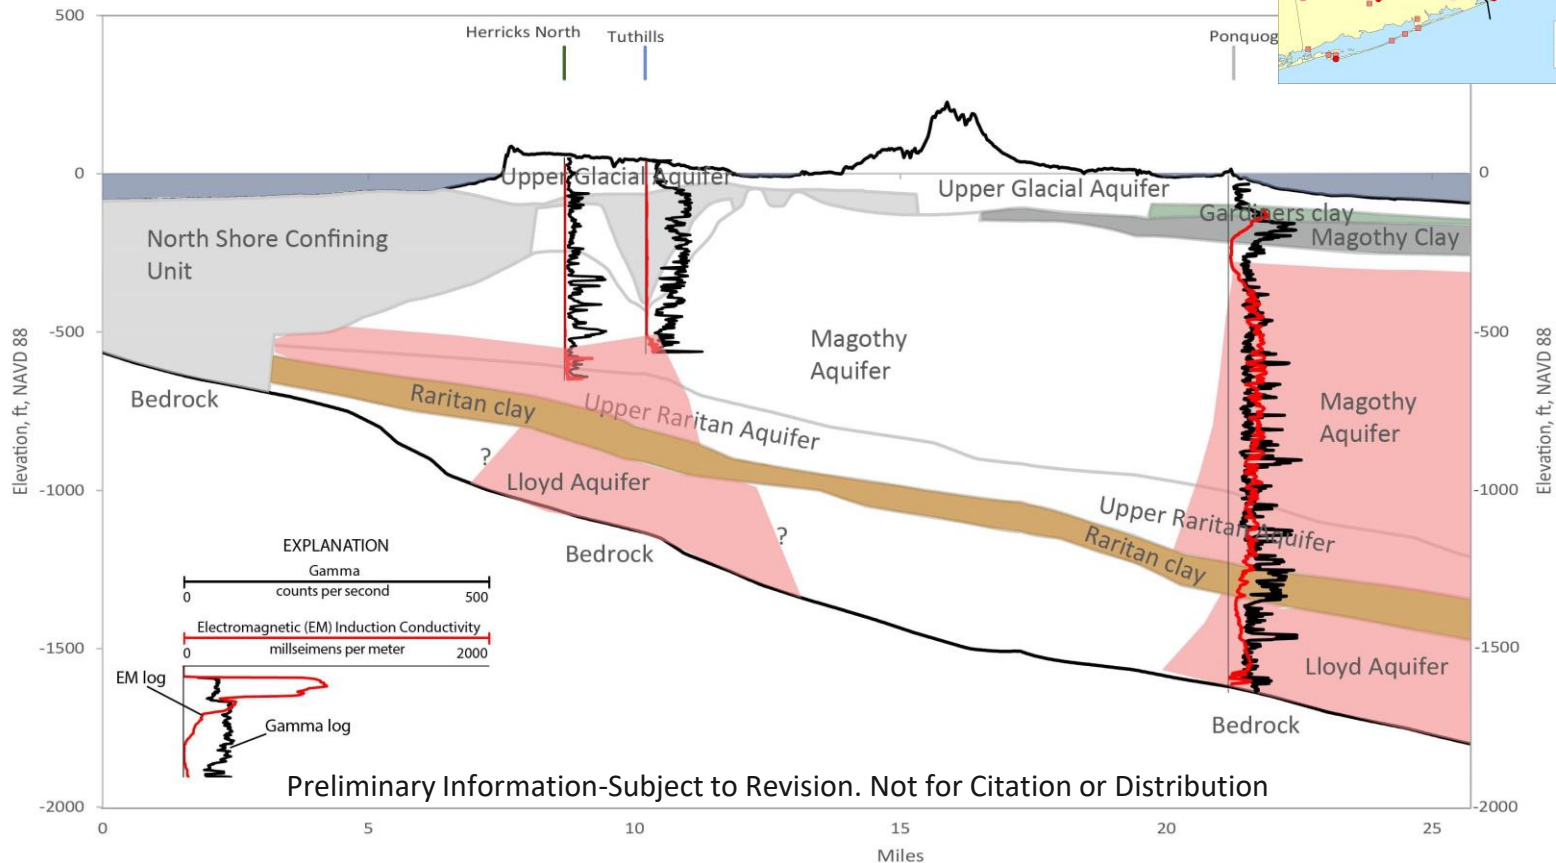 500
Herricks North
Tuthills
Ponquog
0
0
Upper Glacial Aquifer
Upper Glacial Aquifer
Gardiners clay
Magothy Clay
North Shore Confining
Unit
-500
-500
Magothy
Aquifer
Magothy
Aquifer
Bedrock
Raritan clay
Upper Raritan Aquifer
?
Lloyd Aquifer
-1000
-1000
Upper Raritan Aquifer
Raritan clay
?
Bedrock
Elevation, ft, NAVD 88
Elevation, ft, NAVD 88
EXPLANATION
Gamma
counts per second
0
500
Electromagnetic (EM) Induction Conductivity
millseimens per meter
0
2000
EM log
Gamma log
-1500
-1500
Lloyd Aquifer
Bedrock
Preliminary Information-Subject to Revision. Not for Citation or Distribution
-2000
-2000
0
5
10
15
20
25
Miles